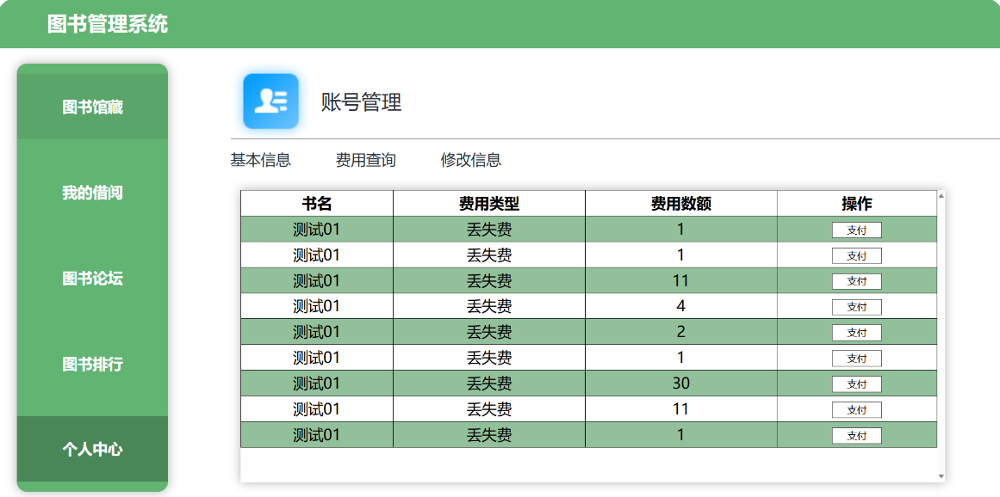 图书管理系统
图书馆藏
我的借阅
图书论坛
图书排行
个人中心
账号管理
基本信息 费用查询 修改信息
书名 费用类型 费用数额 操作
测试01 丢失费 1 支付
测试01 丢失费 1 支付
测试01 丢失费 11 支付
测试01 丢失费 4 支付
测试01 丢失费 2 支付
测试01 丢失费 1 支付
测试01 丢失费 30 支付
测试01 丢失费 11 支付
测试01 丢失费 1 支付